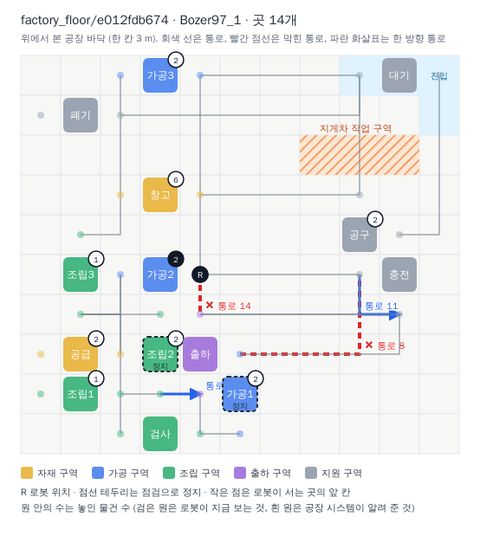 factory_floor/e012fdb674 · Bozer97_1 · 곳 14개
위에서 본 공장 바닥 (한 칸 3 m). 회색 선은 통로, 빨간 점선은 막힌 통로, 파란 화살표는 한 방향 통로
2
가공3
대기
진입
폐기
지게차 작업 구역
6
창고
2
공구
1
조립3
2
가공2
R
충전
✕ 통로 14
통로 11
2
공급
2
조립2
정지
출하
✕ 통로 8
1
조립1
통로
2
가공1
정지
검사
자재 구역
가공 구역
조립 구역
출하 구역
지원 구역
R 로봇 위치 · 점선 테두리는 점검으로 정지 · 작은 점은 로봇이 서는 곳의 앞 칸
원 안의 수는 놓인 물건 건수 (검은 원은 로봇이 지금 보는 것, 흰 원은 공장 시스템이 알려 준 것)